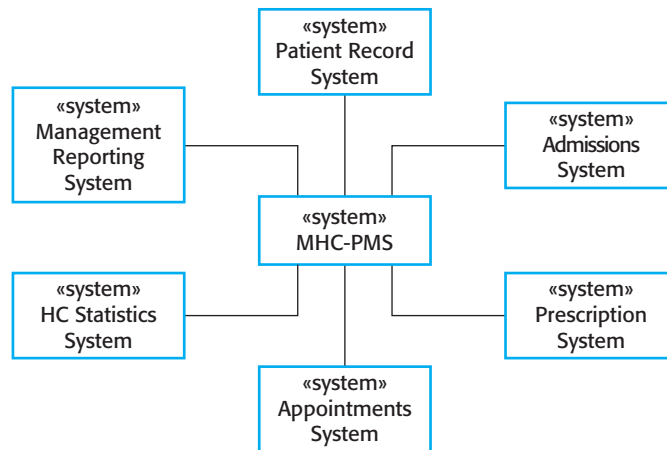 «system»
Patient Record
System
«system»
Management
Reporting
System
«system»
Admissions
System
«system»
MHC-PMS
«system»
HC Statistics
System
«system»
Prescription
System
«system»
Appointments
System